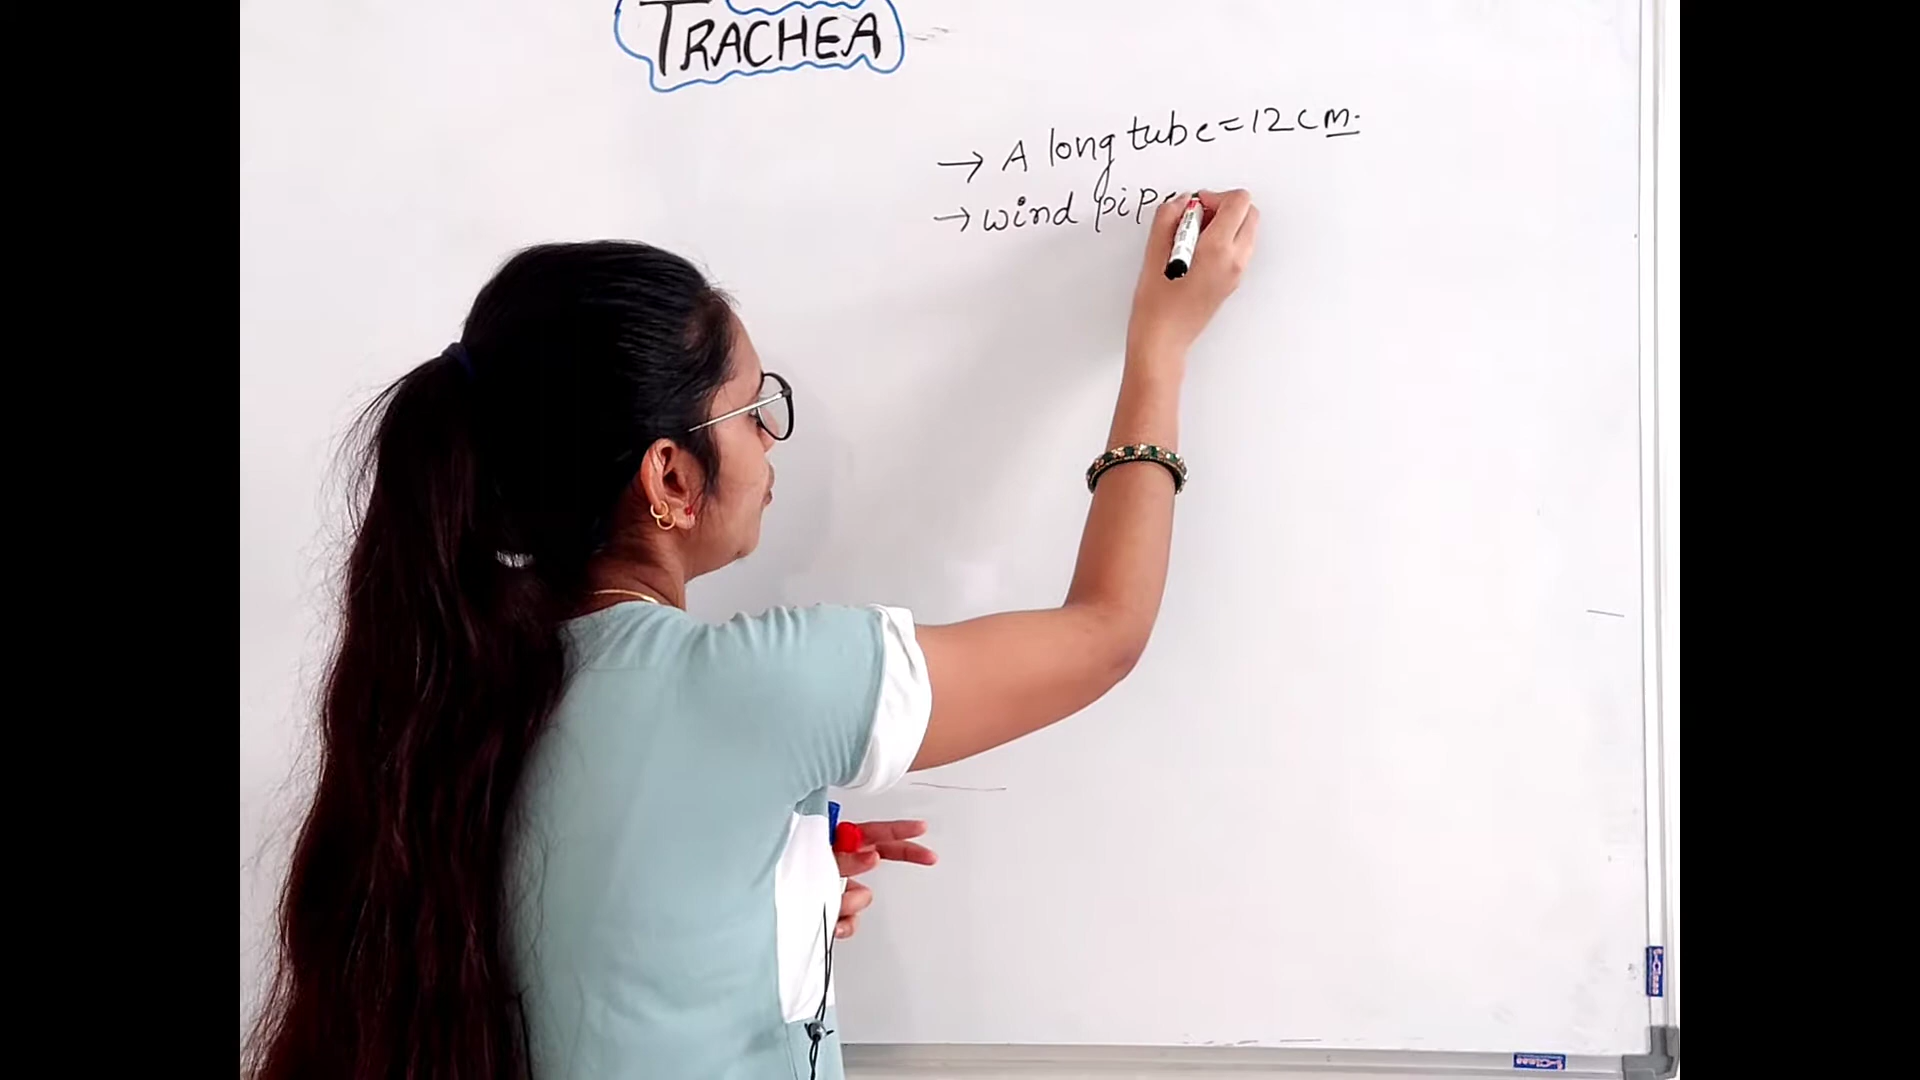 TRACHEA
→ A long tube = 12 cm.
→ wind pipe